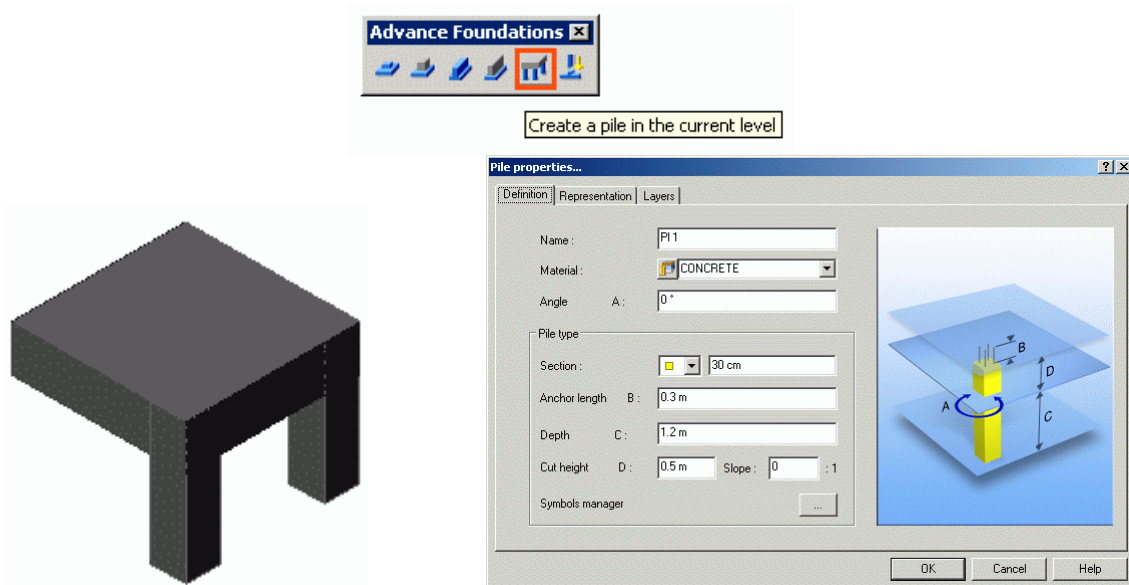 Advance Foundations
Create a pile in the current level
Pile properties...
Definition Representation Layers
Name : PI 1
Material : CONCRETE
Angle A : 0 °
Pile type
Section : 30 cm
Anchor length B : 0.3 m
Depth C : 1.2 m
Cut height D : 0.5 m Slope : 0 : 1
Symbols manager ...
B
D
A
C
OK Cancel Help